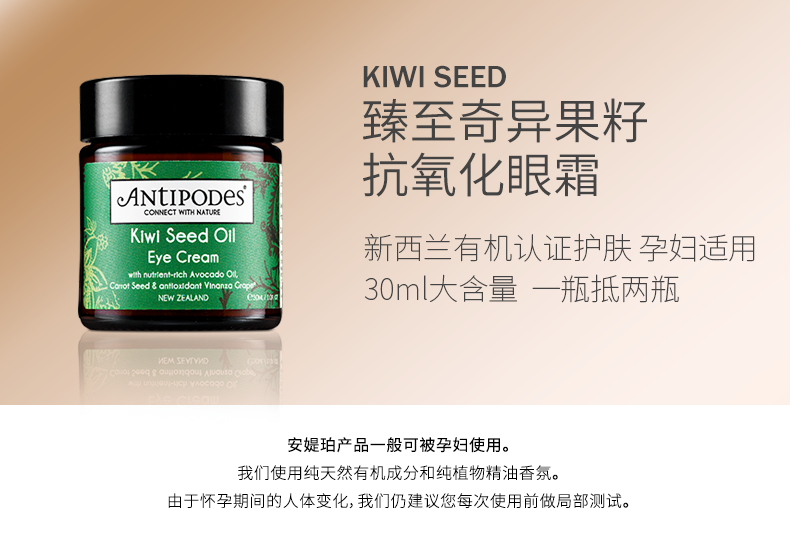 KIWI SEED
臻至奇异果籽
抗氧化眼霜
新西兰有机认证护肤 孕妇适用
30ml大含量 一瓶抵两瓶
ANTIPODES®
CONNECT WITH NATURE
Kiwi Seed Oil
Eye Cream
with nutrient-rich Avocado Oil,
Carrot Seed & antioxidant Vinanza Grape®
NEW ZEALAND
安媞珀产品一般可被孕妇使用。
我们使用纯天然有机成分和纯植物精油香氛。
由于怀孕期间的人体变化，我们仍建议您每次使用前做局部测试。